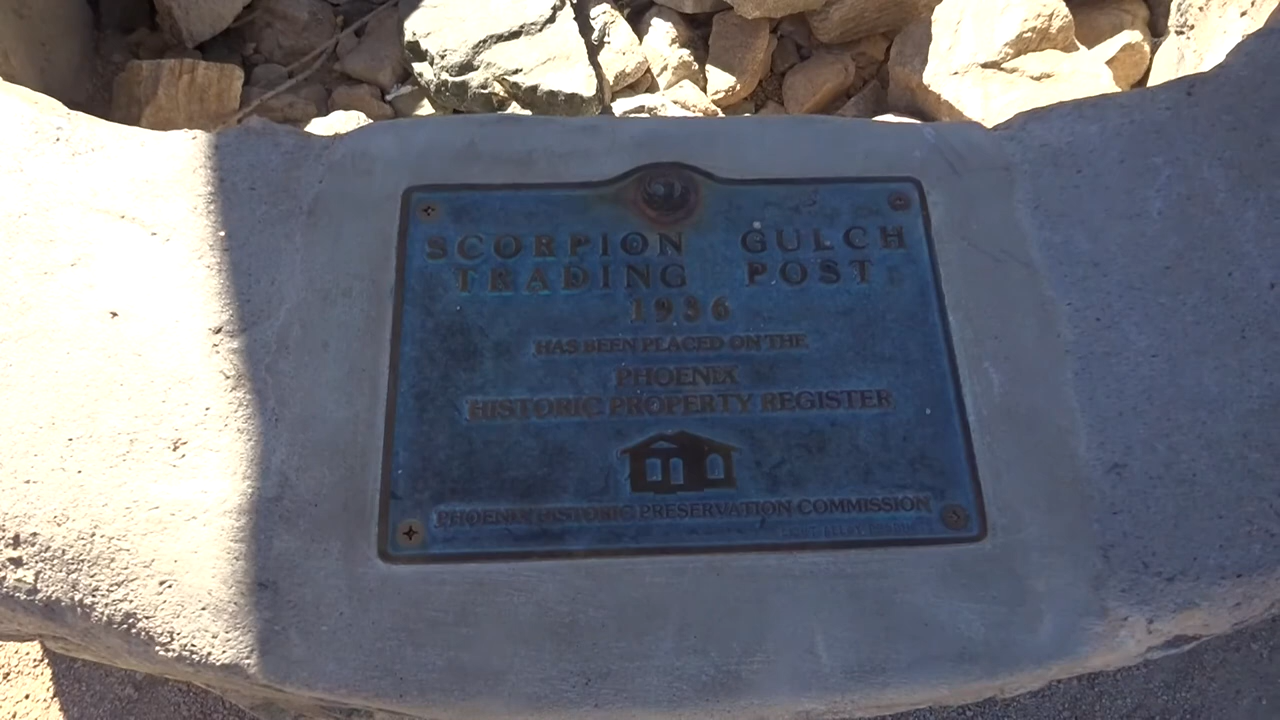 SCORPION GULCH
TRADING POST
1936
HAS BEEN PLACED ON THE
PHOENIX
HISTORIC PROPERTY REGISTER
PHOENIX HISTORIC PRESERVATION COMMISSION